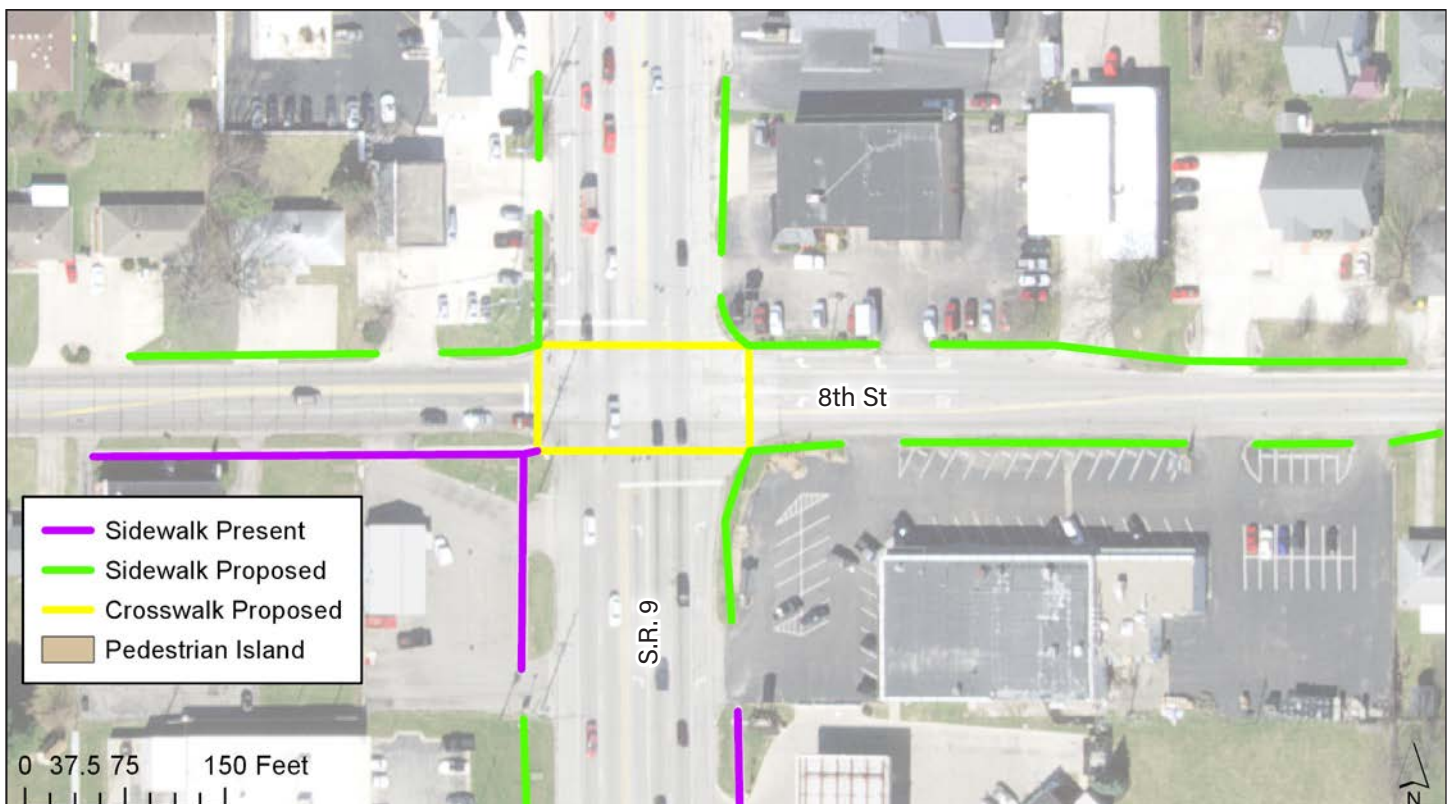 8th St
S.R. 9
Sidewalk Present
Sidewalk Proposed
Crosswalk Proposed
Pedestrian Island
0 37.5 75 150 Feet
N